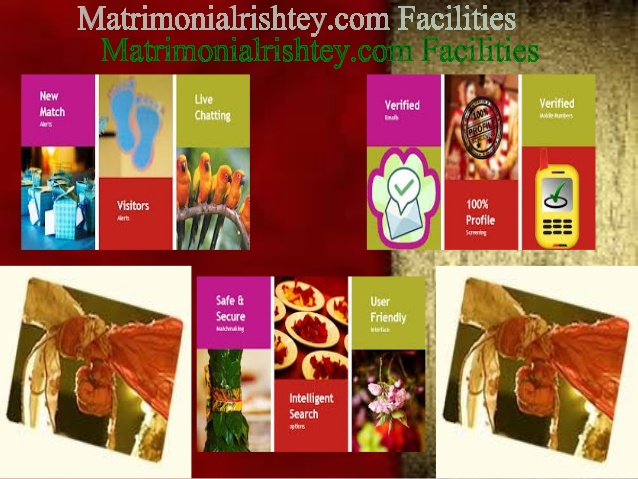 Matrimonialrishtey.com Facilities
Matrimonialrishtey.com Facilities
New
Match
Alerts
Visitors
Alerts
Live
Chatting
Verified
Emails
100%
Profile
Screening
Verified
Mobile Numbers
100%
PROFILE
Safe &
Secure
Matchmaking
Intelligent
Search
options
User
Friendly
Interface